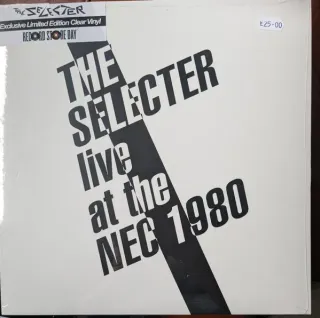 THE SELECTER
Exclusive Limited Edition Clear Vinyl
RECORD STORE DAY
£25-00
THE
SELECTER
live
at the
NEC 1980